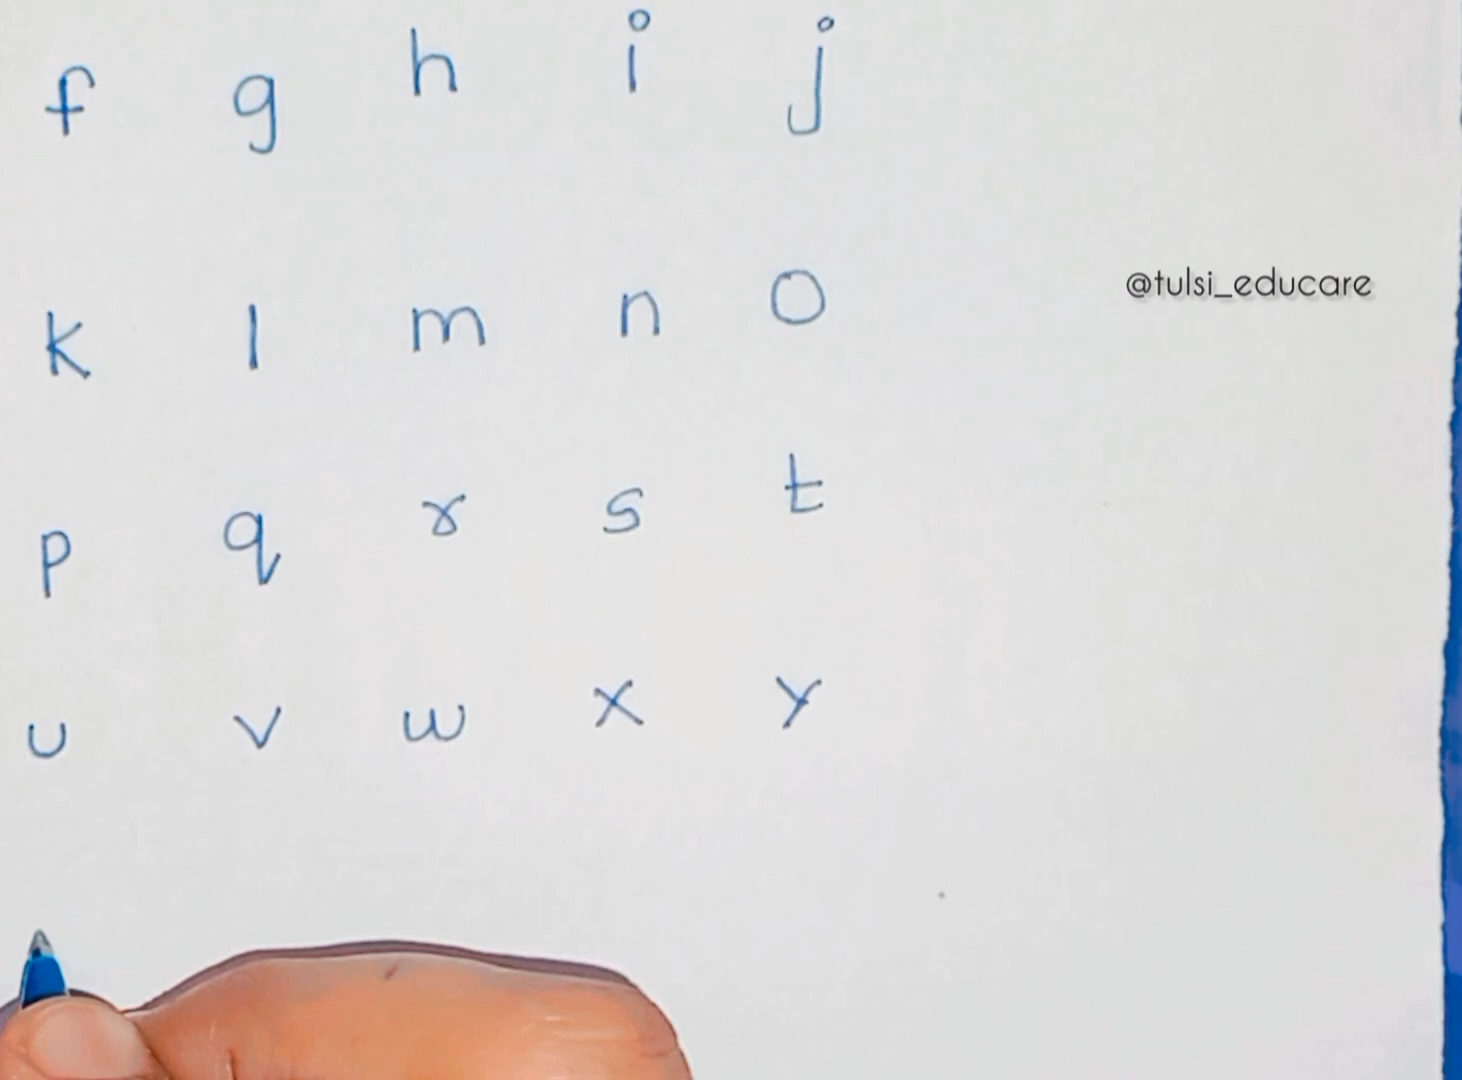 f g h i j
k l m n o
@tulsi_educare
p q r s t
u v w x y